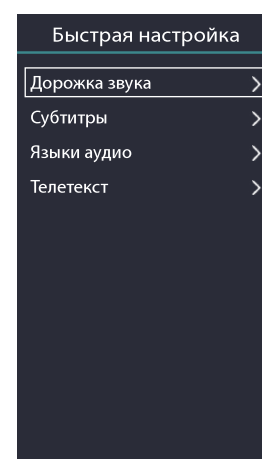 Быстрая настройка
Дорожка звука
Субтитры
Языки аудио
Телетекст